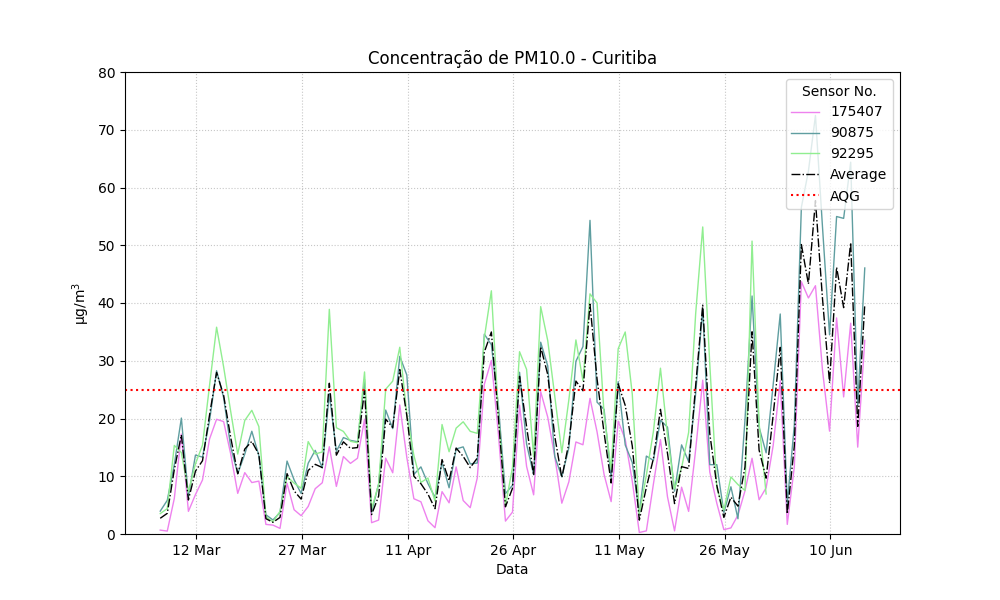 Concentração de PM10.0 - Curitiba
80
70
60
50
40
30
20
10
0
µg/m³
12 Mar
27 Mar
11 Apr
26 Apr
11 May
26 May
10 Jun
Data
Sensor No.
175407
90875
92295
Average
AQG